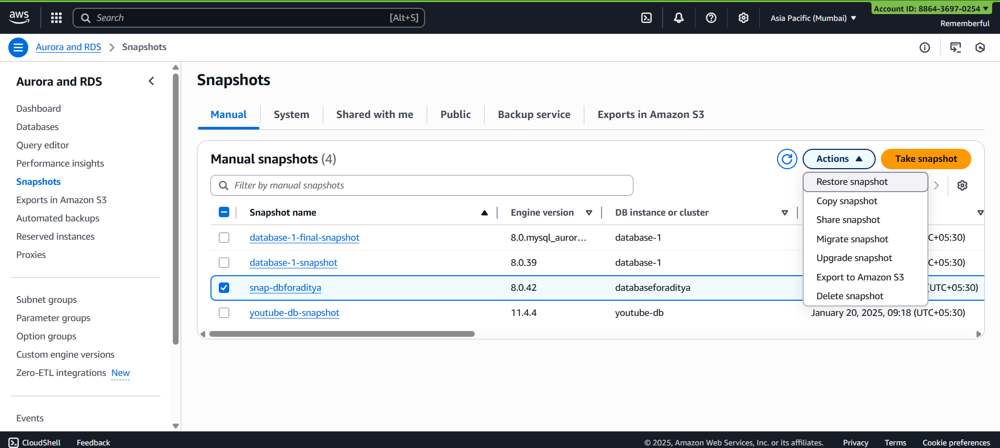 aws
Search [Alt+S]
Asia Pacific (Mumbai)
Account ID: 8864-3697-0254
Rememberful
Aurora and RDS > Snapshots
Aurora and RDS
Dashboard
Databases
Query editor
Performance insights
Snapshots
Exports in Amazon S3
Automated backups
Reserved instances
Proxies
Subnet groups
Parameter groups
Option groups
Custom engine versions
Zero-ETL integrations New
Events
Snapshots
Manual System Shared with me Public Backup service Exports in Amazon S3
Manual snapshots (4)
Actions Take snapshot
Filter by manual snapshots
Restore snapshot
Copy snapshot
Share snapshot
Migrate snapshot
Upgrade snapshot
Export to Amazon S3
Delete snapshot
Snapshot name Engine version DB instance or cluster
database-1-final-snapshot 8.0.mysql_auror... database-1 C+05:30)
database-1-snapshot 8.0.39 database-1 C+05:30)
snap-dbforaditya 8.0.42 databaseforaditya (UTC+05:30)
youtube-db-snapshot 11.4.4 youtube-db January 20, 2025, 09:18 (UTC+05:30)
CloudShell Feedback © 2025, Amazon Web Services, Inc. or its affiliates. Privacy Terms Cookie preferences